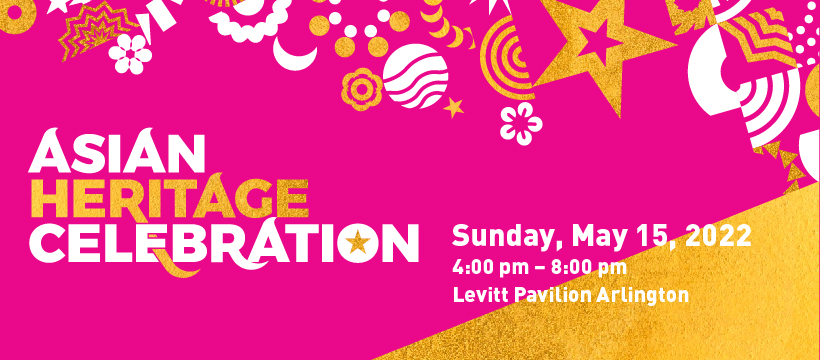 ASIAN
HERITAGE
CELEBRATION
Sunday, May 15, 2022
4:00 pm – 8:00 pm
Levitt Pavilion Arlington